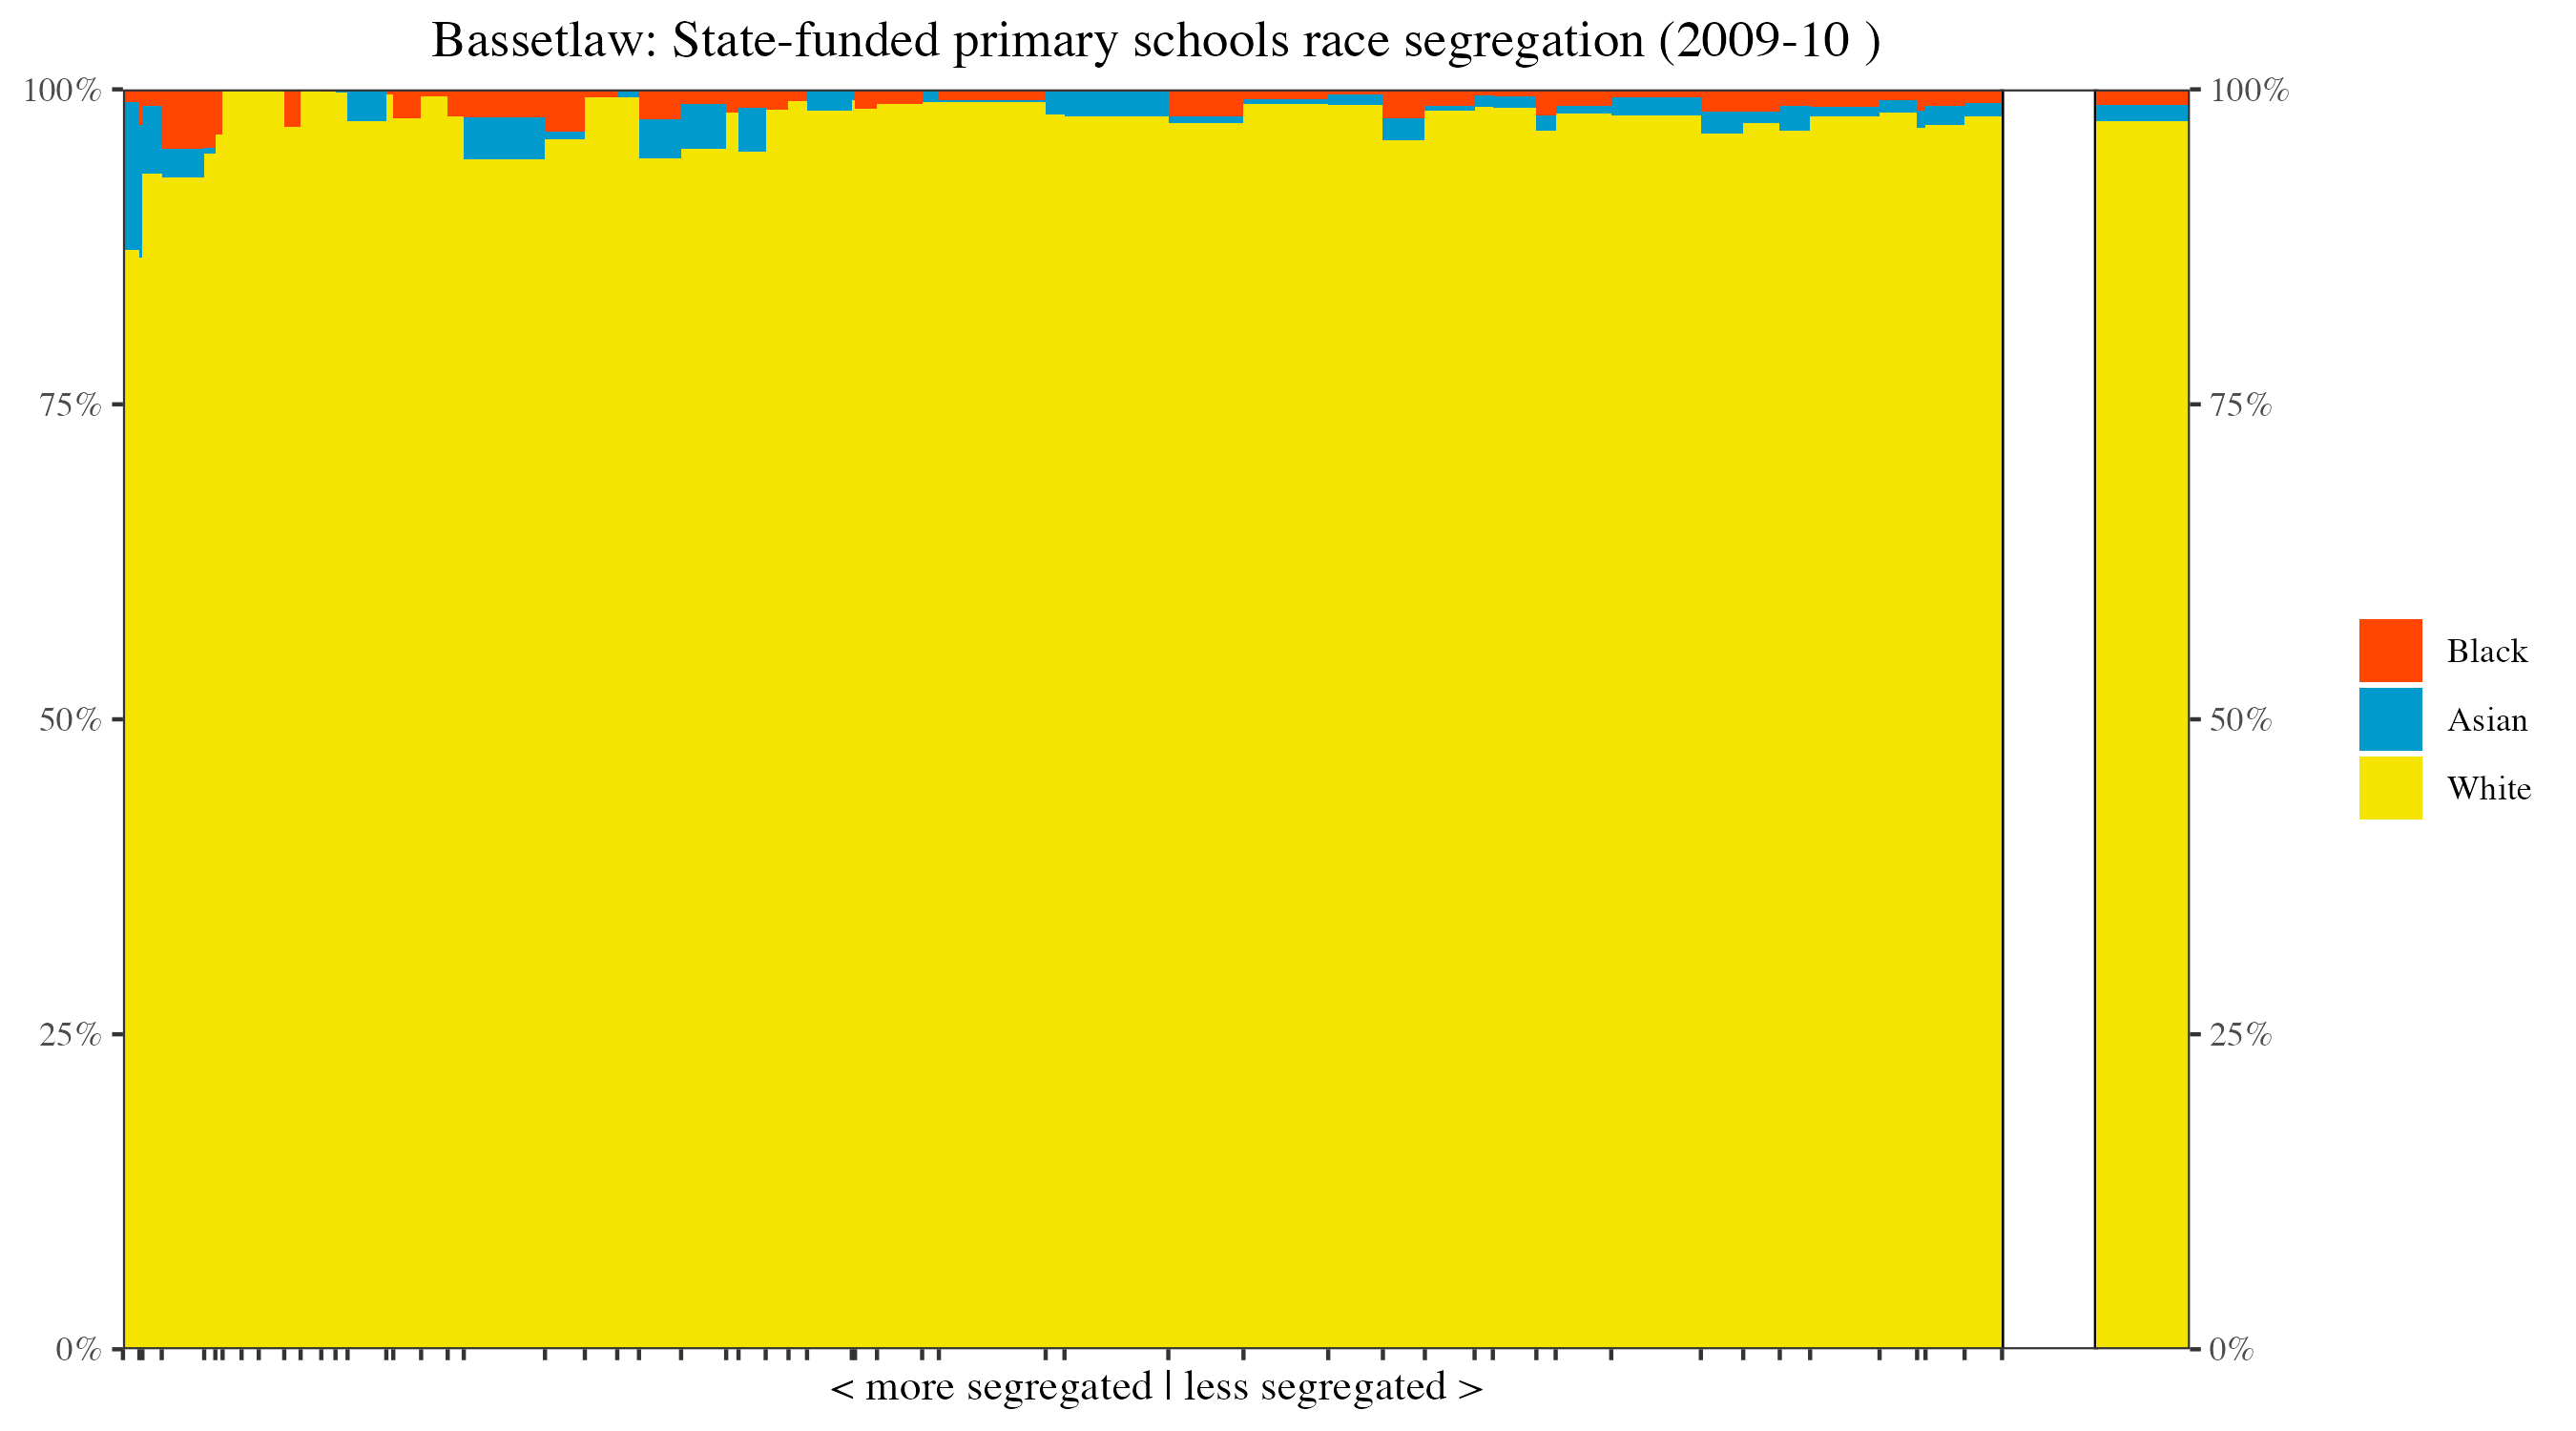 Bassetlaw: State-funded primary schools race segregation (2009-10 )
100%
75%
50%
25%
0%
100%
75%
50%
25%
0%
Black
Asian
White
< more segregated | less segregated >